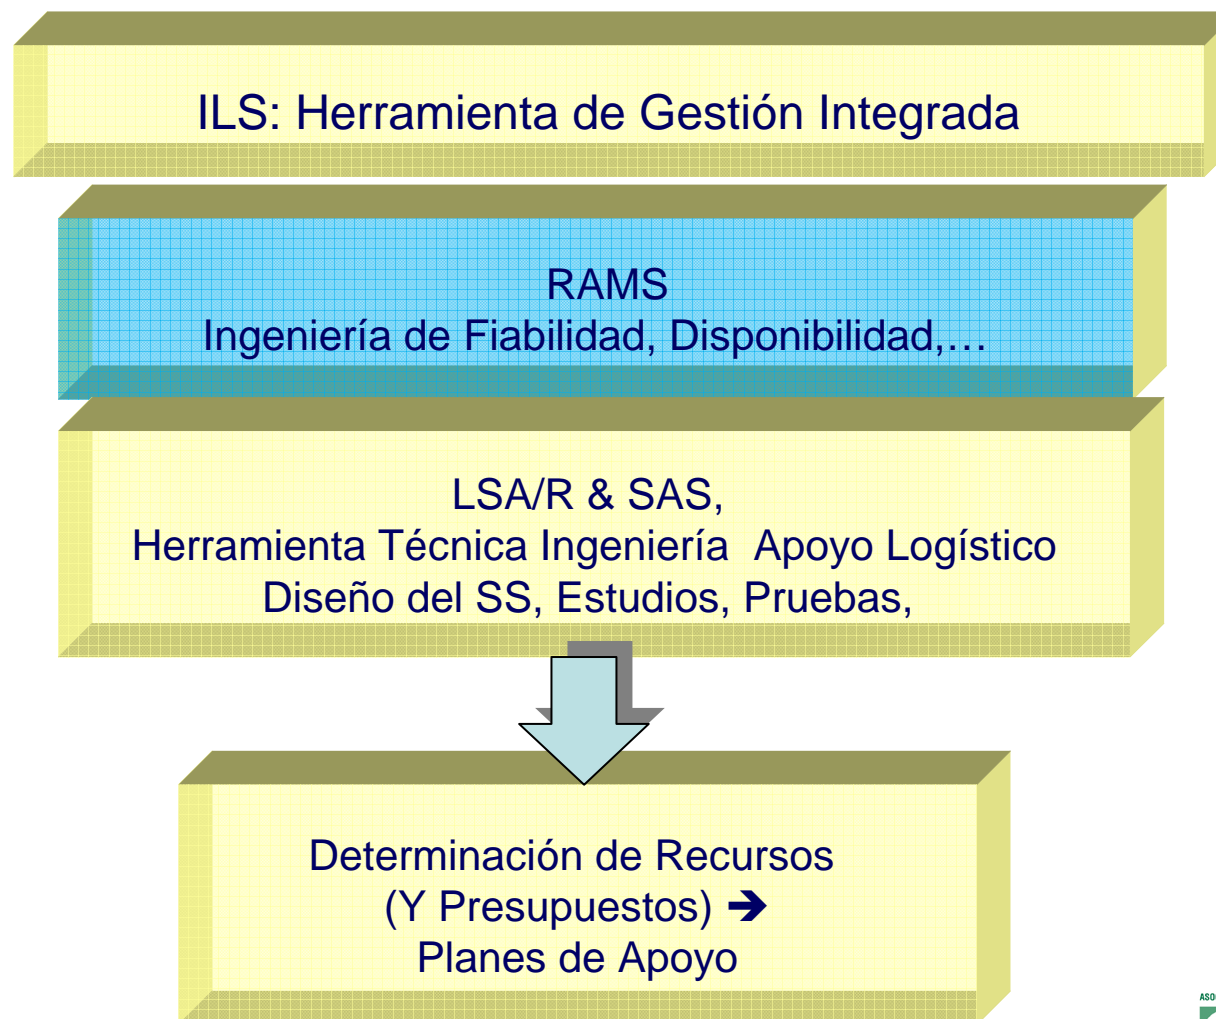 ILS: Herramienta de Gestión Integrada
RAMS
Ingeniería de Fiabilidad, Disponibilidad,…
LSA/R & SAS,
Herramienta Técnica Ingeniería Apoyo Logístico
Diseño del SS, Estudios, Pruebas,
Determinación de Recursos
(Y Presupuestos) ➔
Planes de Apoyo